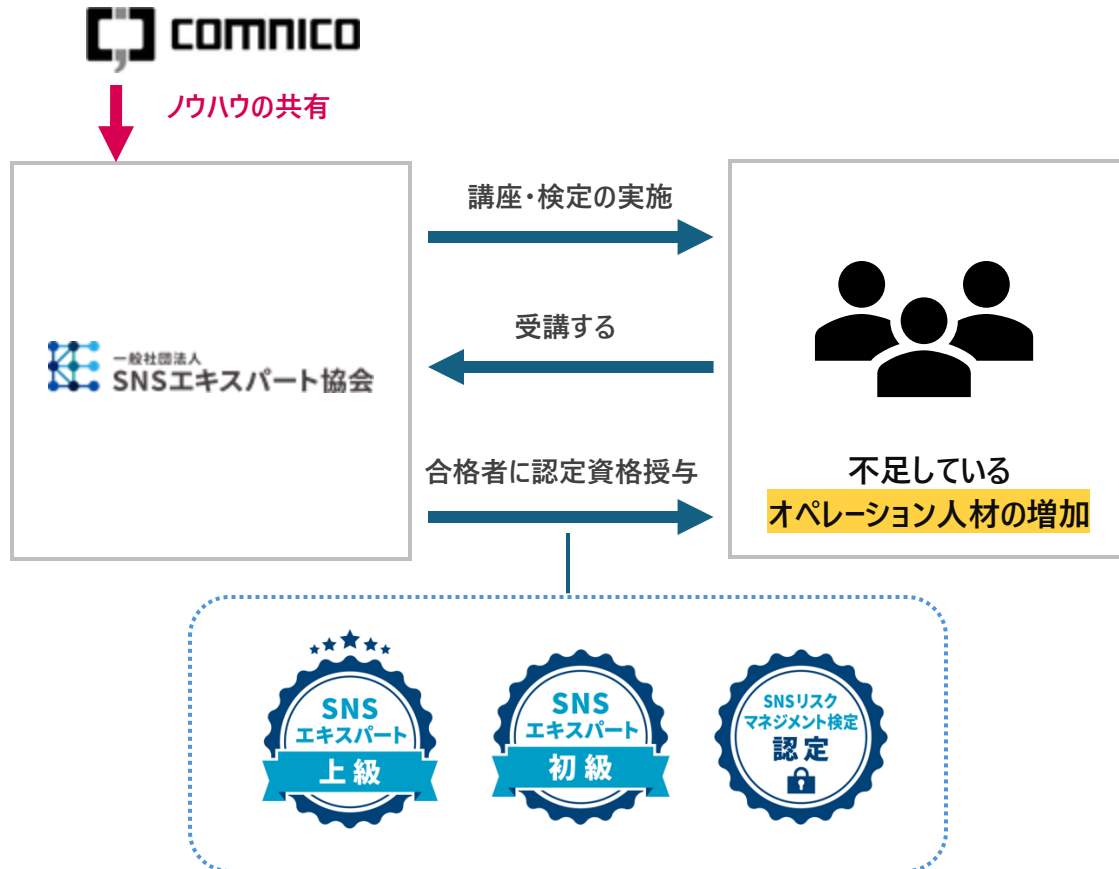 comnico
ノウハウの共有
講座・検定の実施
受講する
一般社団法人
SNSエキスパート協会
合格者に認定資格授与
不足している
オペレーション人材の増加
SNS
エキスパート
上級
SNS
エキスパート
初級
SNSリスク
マネジメント検定
認定